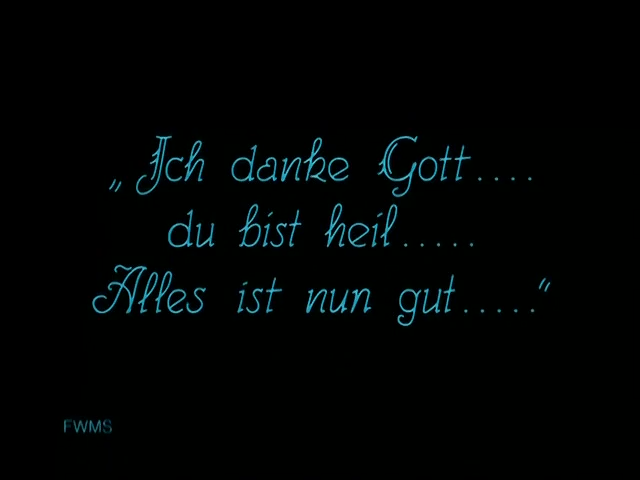 „Ich danke Gott....
du bist heil.....
Alles ist nun gut.....“
FWMS